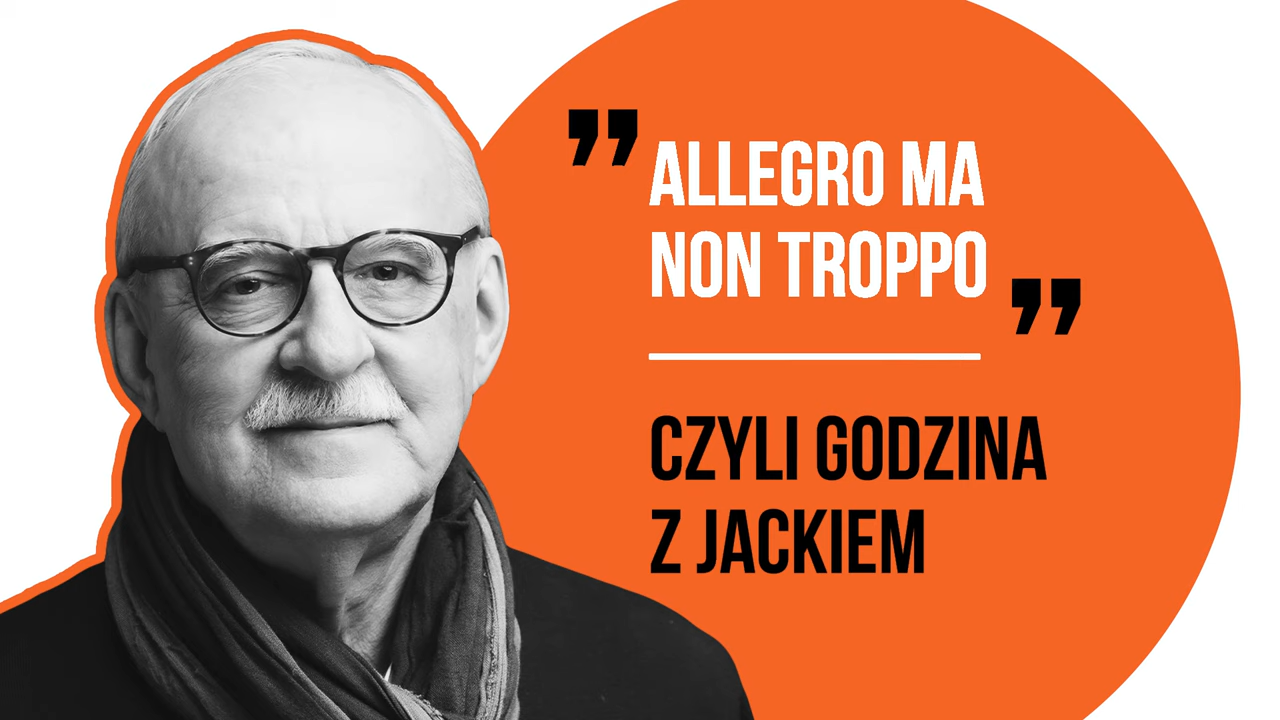 ”ALLEGRO MA
NON TROPPO”
CZYLI GODZINA
Z JACKIEM